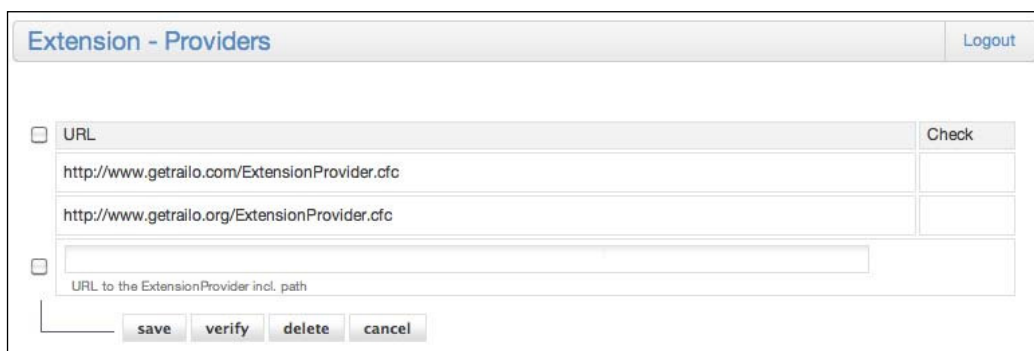 Extension - Providers
Logout
URL
Check
http://www.getrailo.com/ExtensionProvider.cfc
http://www.getrailo.org/ExtensionProvider.cfc
URL to the ExtensionProvider incl. path
save verify delete cancel